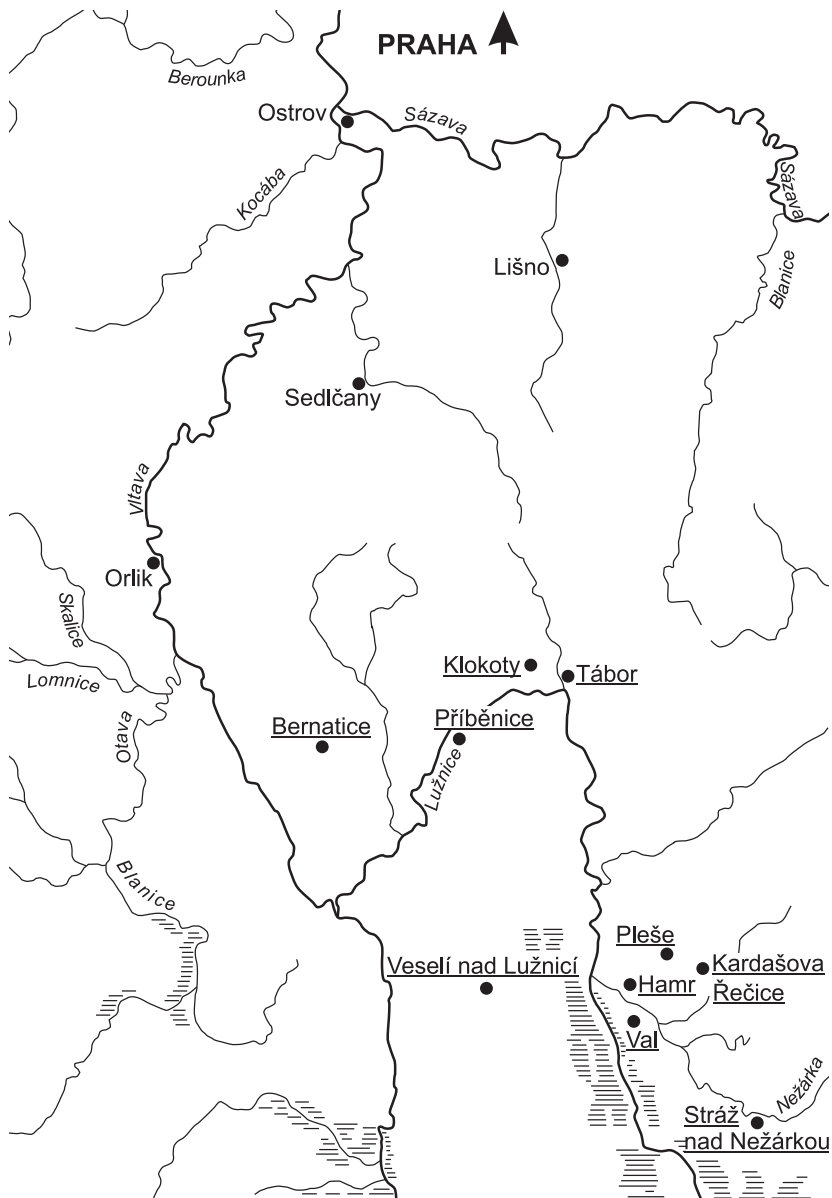 PRAHA
Berounka
Ostrov
Sázava
Kocába
Sázava
Lišno
Blanice
Sedlčany
Vltava
Orlik
Skalice
Klokoty
Tábor
Lomnice
Příběnice
Bernatice
Otava
Lužnice
Blanice
Pleše
Veselí nad Lužnicí
Kardašova
Řečice
Hamr
Val
Nežárka
Stráž
nad Nežárkou